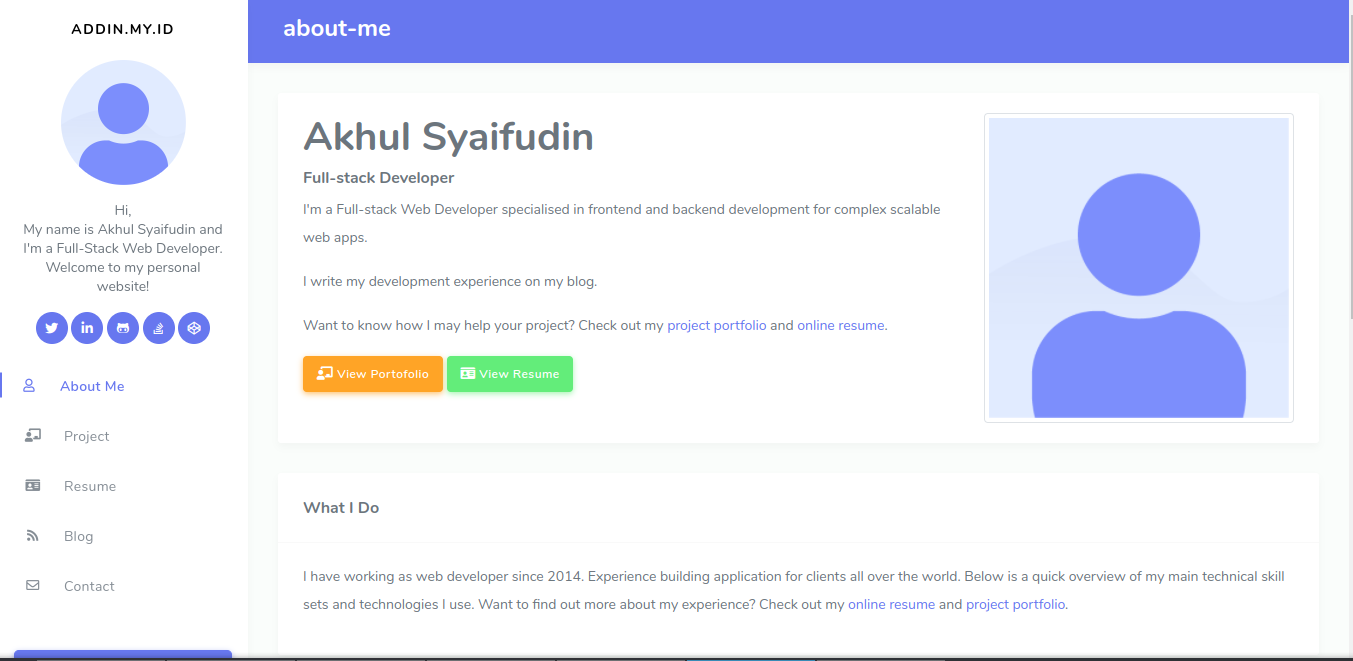 ADDIN.MY.ID
Hi,
My name is Akhul Syaifudin and
I'm a Full-Stack Web Developer.
Welcome to my personal
website!
About Me
Project
Resume
Blog
Contact
about-me
Akhul Syaifudin
Full-stack Developer
I'm a Full-stack Web Developer specialised in frontend and backend development for complex scalable
web apps.
I write my development experience on my blog.
Want to know how I may help your project? Check out my project portfolio and online resume.
View Portofolio View Resume
What I Do
I have working as web developer since 2014. Experience building application for clients all over the world. Below is a quick overview of my main technical skill
sets and technologies I use. Want to find out more about my experience? Check out my online resume and project portfolio.